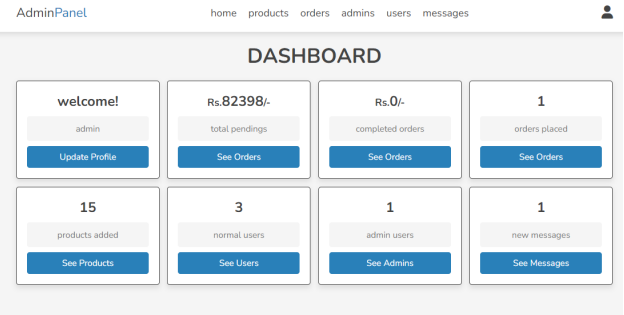 AdminPanel
home products orders admins users messages
DASHBOARD
welcome!
admin
Update Profile
Rs.82398/-
total pendings
See Orders
Rs.0/-
completed orders
See Orders
1
orders placed
See Orders
15
products added
See Products
3
normal users
See Users
1
admin users
See Admins
1
new messages
See Messages